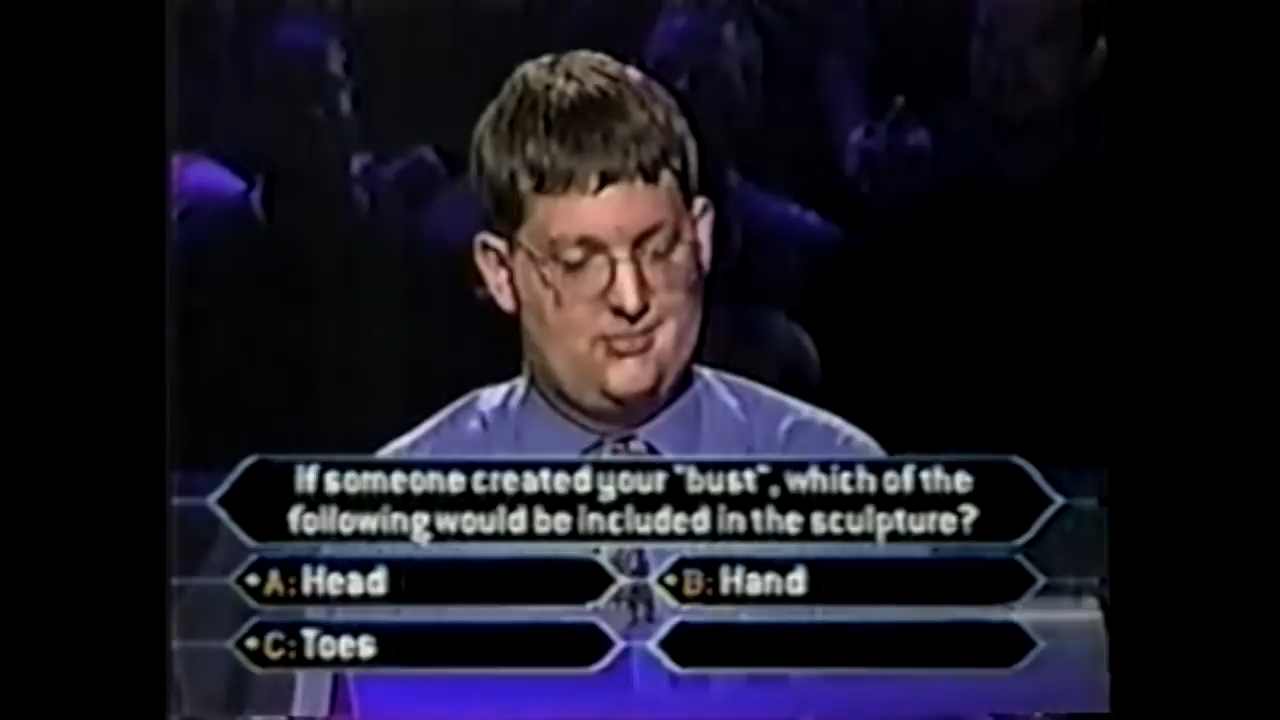 If someone created your "bust", which of the
following would be included in the sculpture?
A: Head
B: Hand
C: Toes